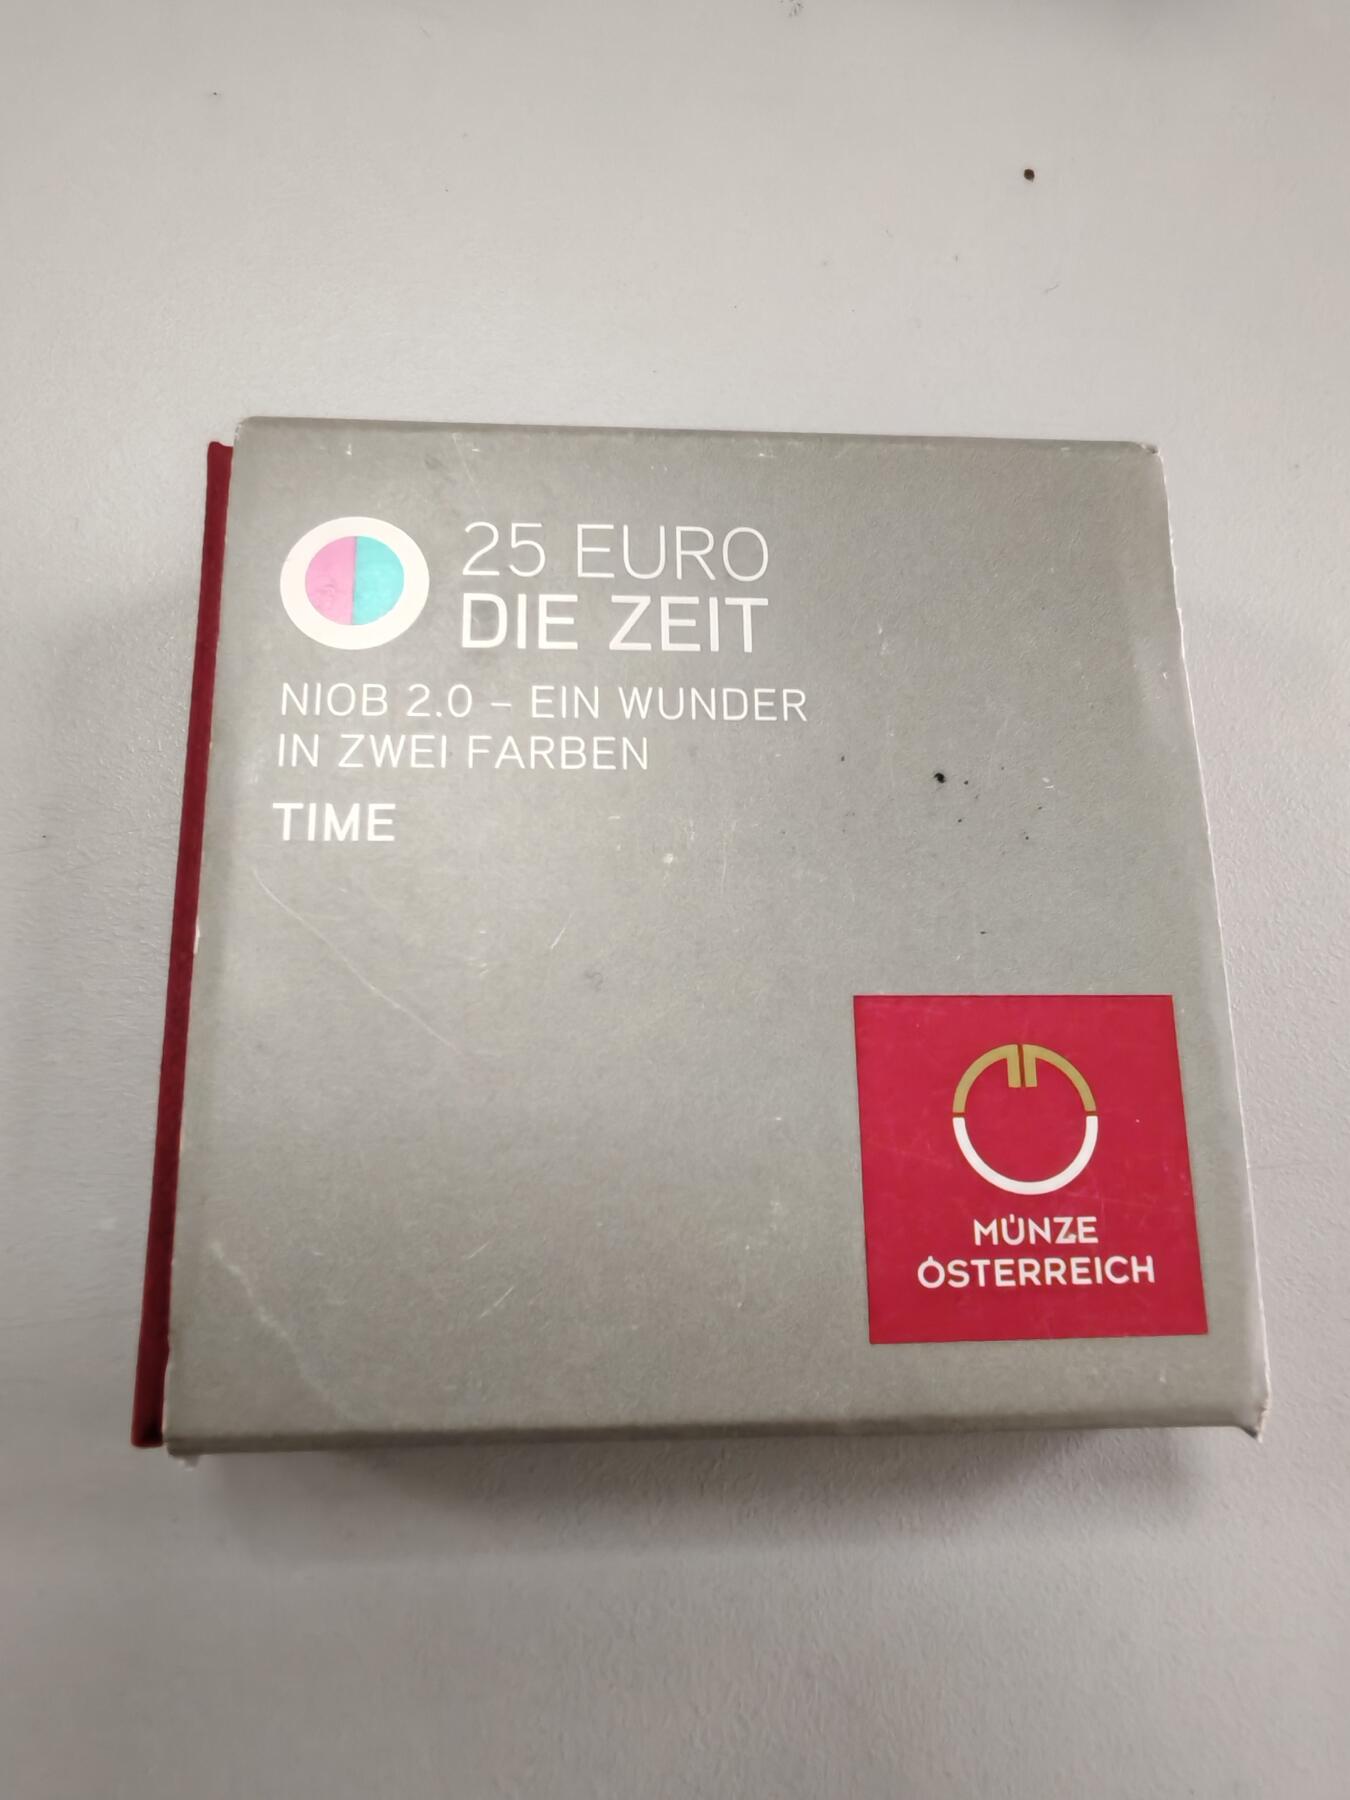 25 EURO
DIE ZEIT
NIOB 2.0 – EIN WUNDER
IN ZWEI FARBEN
TIME
MÜNZE
ÖSTERREICH